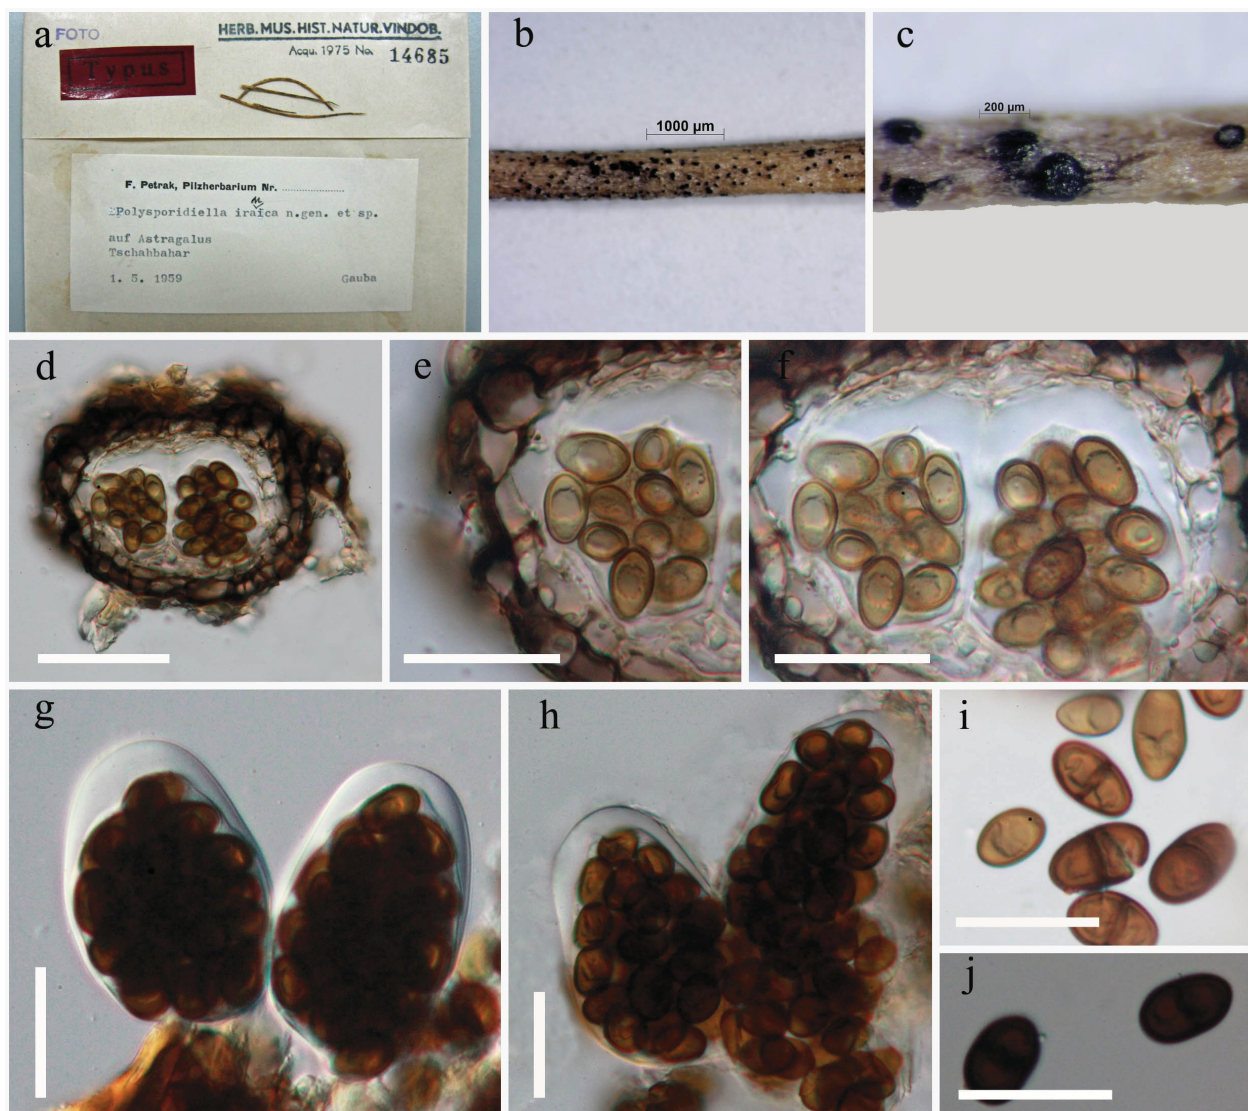 a
FOTO
HERB. MUS. HIST. NATUR. VINDOB.
Acqu. 1975 No. 14685
Typus
F. Petrak, Pilzherbarium Nr. ....................
Polysporidiella iraica n.gen. et sp.
n
auf Astragalus
Tschahbahar
1. 5. 1959 Gauba
b
1000 µm
c
200 µm
d
e
f
g
h
i
j